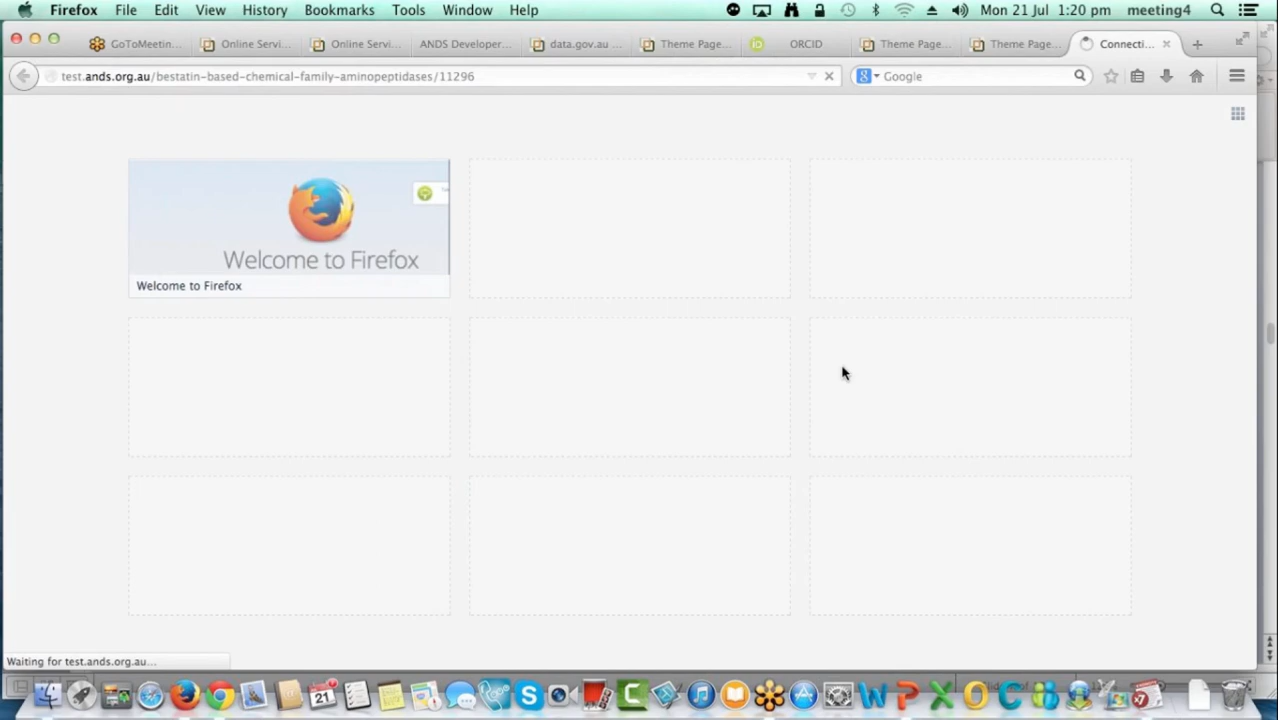 Firefox File Edit View History Bookmarks Tools Window Help Mon 21 Jul 1:20 pm meeting4
GoToMeetin... Online Servi... Online Servi... ANDS Developer... data.gov.au ... Theme Page... iD ORCID Theme Page... Theme Page... Connecti...
test.ands.org.au/bestatin-based-chemical-family-aminopeptidases/11296 Google
Welcome to Firefox
Welcome to Firefox
Waiting for test.ands.org.au...